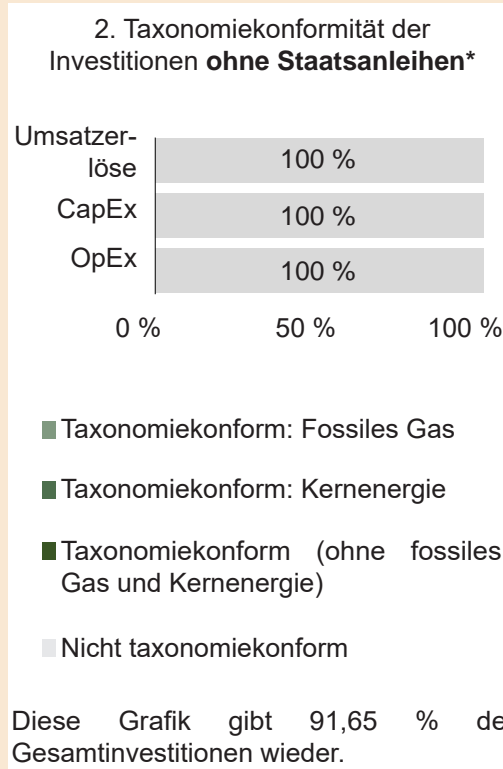 2. Taxonomiekonformität der
Investitionen ohne Staatsanleihen*
Umsatzer-
löse
100 %
CapEx
100 %
OpEx
100 %
0 % 50 % 100 %
Taxonomiekonform: Fossiles Gas
Taxonomiekonform: Kernenergie
Taxonomiekonform (ohne fossiles
Gas und Kernenergie)
Nicht taxonomiekonform
Diese Grafik gibt 91,65 % de
Gesamtinvestitionen wieder.